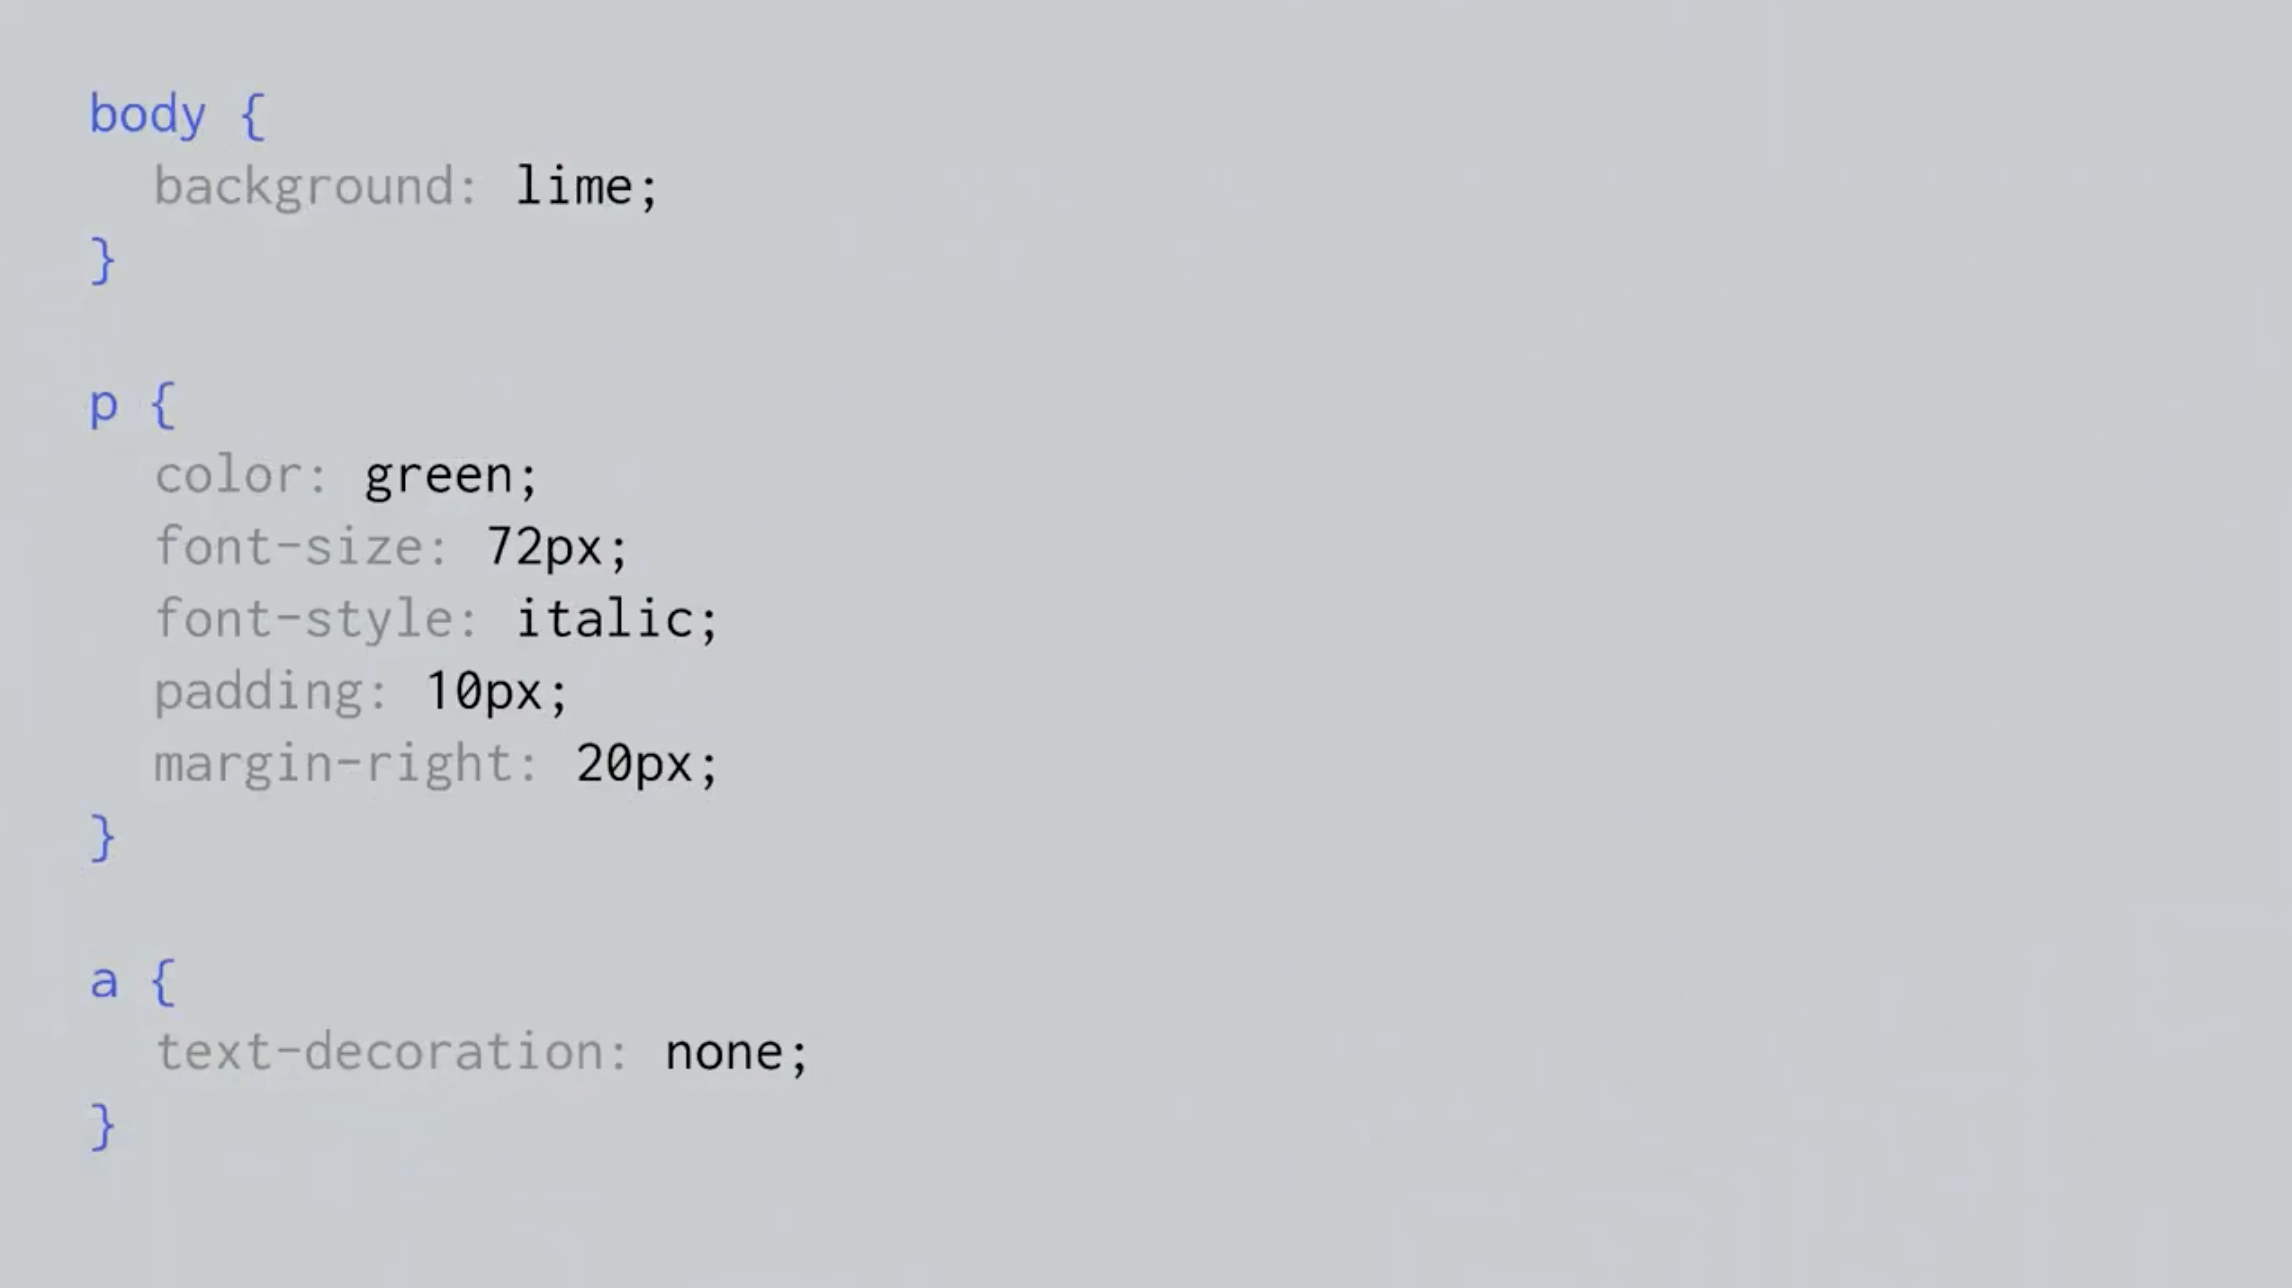 body {
  background: lime;
}

p {
  color: green;
  font-size: 72px;
  font-style: italic;
  padding: 10px;
  margin-right: 20px;
}

a {
  text-decoration: none;
}